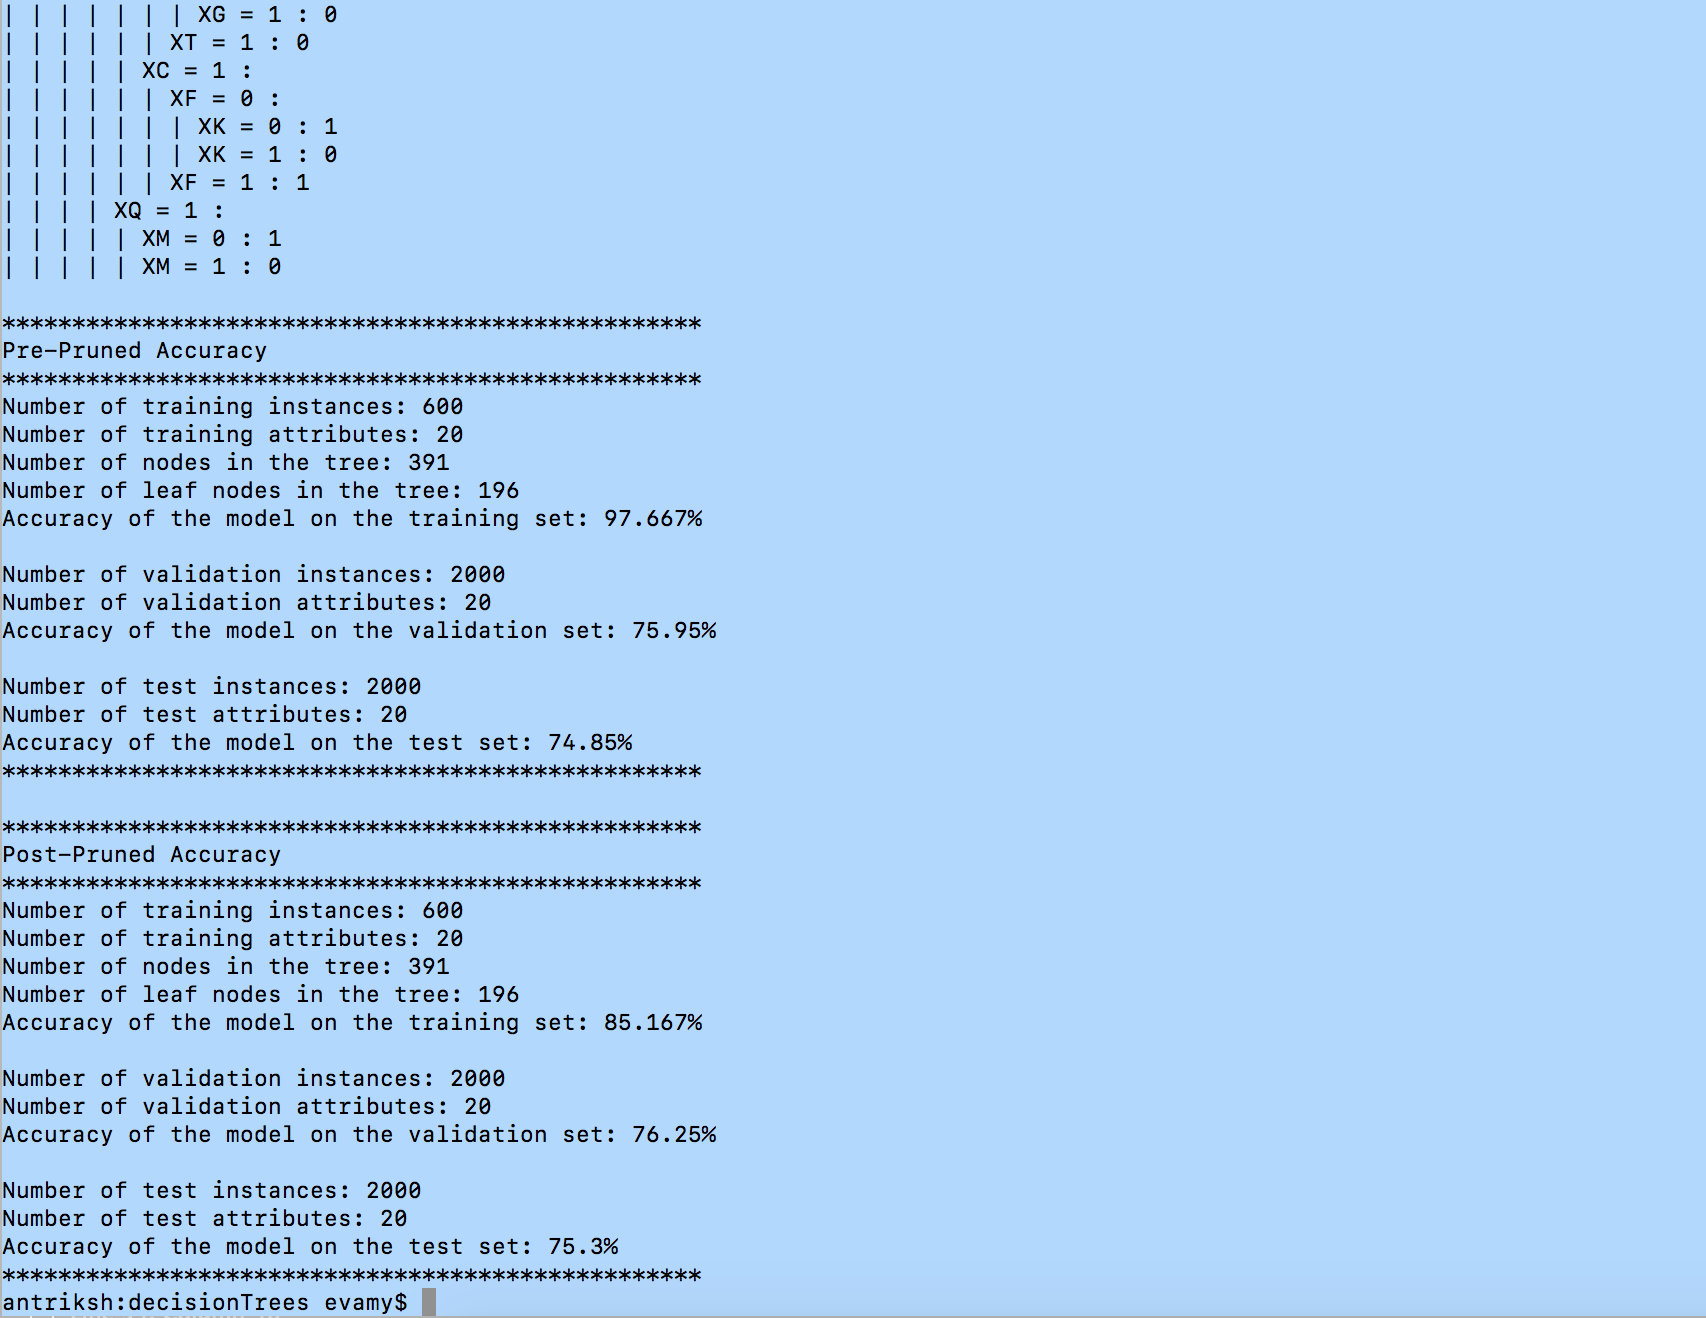 | | | | | | | XG = 1 : 0
| | | | | | XT = 1 : 0
| | | | | XC = 1 :
| | | | | | XF = 0 :
| | | | | | | XK = 0 : 1
| | | | | | | XK = 1 : 0
| | | | | | XF = 1 : 1
| | | | XQ = 1 :
| | | | | XM = 0 : 1
| | | | | XM = 1 : 0
**************************************************
Pre-Pruned Accuracy
**************************************************
Number of training instances: 600
Number of training attributes: 20
Number of nodes in the tree: 391
Number of leaf nodes in the tree: 196
Accuracy of the model on the training set: 97.667%
Number of validation instances: 2000
Number of validation attributes: 20
Accuracy of the model on the validation set: 75.95%
Number of test instances: 2000
Number of test attributes: 20
Accuracy of the model on the test set: 74.85%
**************************************************
**************************************************
Post-Pruned Accuracy
**************************************************
Number of training instances: 600
Number of training attributes: 20
Number of nodes in the tree: 391
Number of leaf nodes in the tree: 196
Accuracy of the model on the training set: 85.167%
Number of validation instances: 2000
Number of validation attributes: 20
Accuracy of the model on the validation set: 76.25%
Number of test instances: 2000
Number of test attributes: 20
Accuracy of the model on the test set: 75.3%
**************************************************
antriksh:decisionTrees evamy$